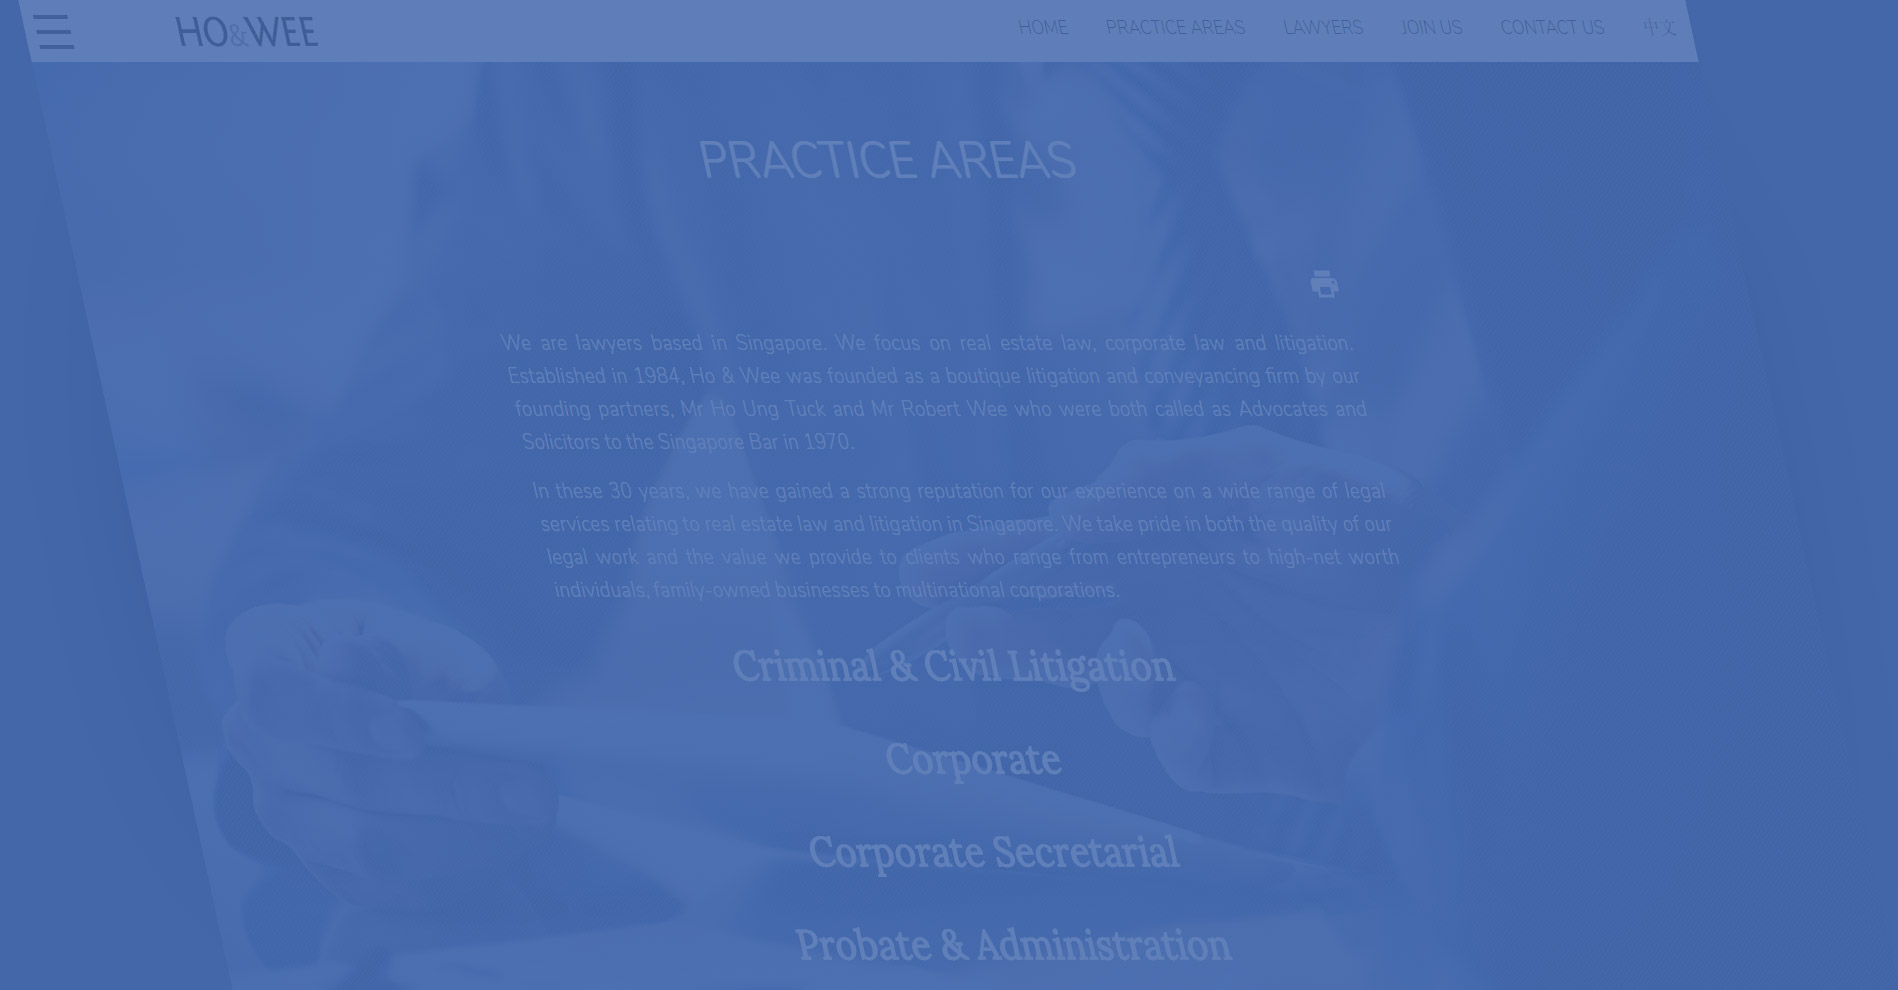 HO&WEE
HOME
PRACTICE AREAS
LAWYERS
JOIN US
CONTACT US
中文
PRACTICE AREAS
We are lawyers based in Singapore. We focus on real estate law, corporate law and litigation.
Established in 1984, Ho & Wee was founded as a boutique litigation and conveyancing firm by our
founding partners, Mr Ho Ung Tuck and Mr Robert Wee who were both called as Advocates and
Solicitors to the Singapore Bar in 1970.
In these 30 years, we have gained a strong reputation for our experience on a wide range of legal
services relating to real estate law and litigation in Singapore. We take pride in both the quality of our
legal work and the value we provide to clients who range from entrepreneurs to high-net worth
individuals, family-owned businesses to multinational corporations.
Criminal & Civil Litigation
Corporate
Corporate Secretarial
Probate & Administration